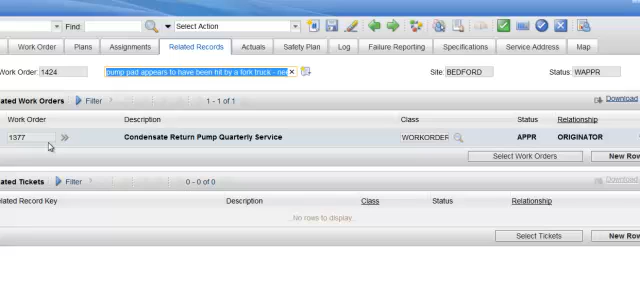 Find: Select Action
Work Order Plans Assignments Related Records Actuals Safety Plan Log Failure Reporting Specifications Service Address Map
Work Order: 1424 pump pad appears to have been hit by a fork truck - ne Site: BEDFORD Status: WAPPR
elated Work Orders Filter 1 - 1 of 1 Download
Work Order Description Class Status Relationship
1377 Condensate Return Pump Quarterly Service WORKORDER APPR ORIGINATOR
Select Work Orders New Row
elated Tickets Filter 0 - 0 of 0 Download
elated Record Key Description Class Status Relationship
...No rows to display...
Select Tickets New Row